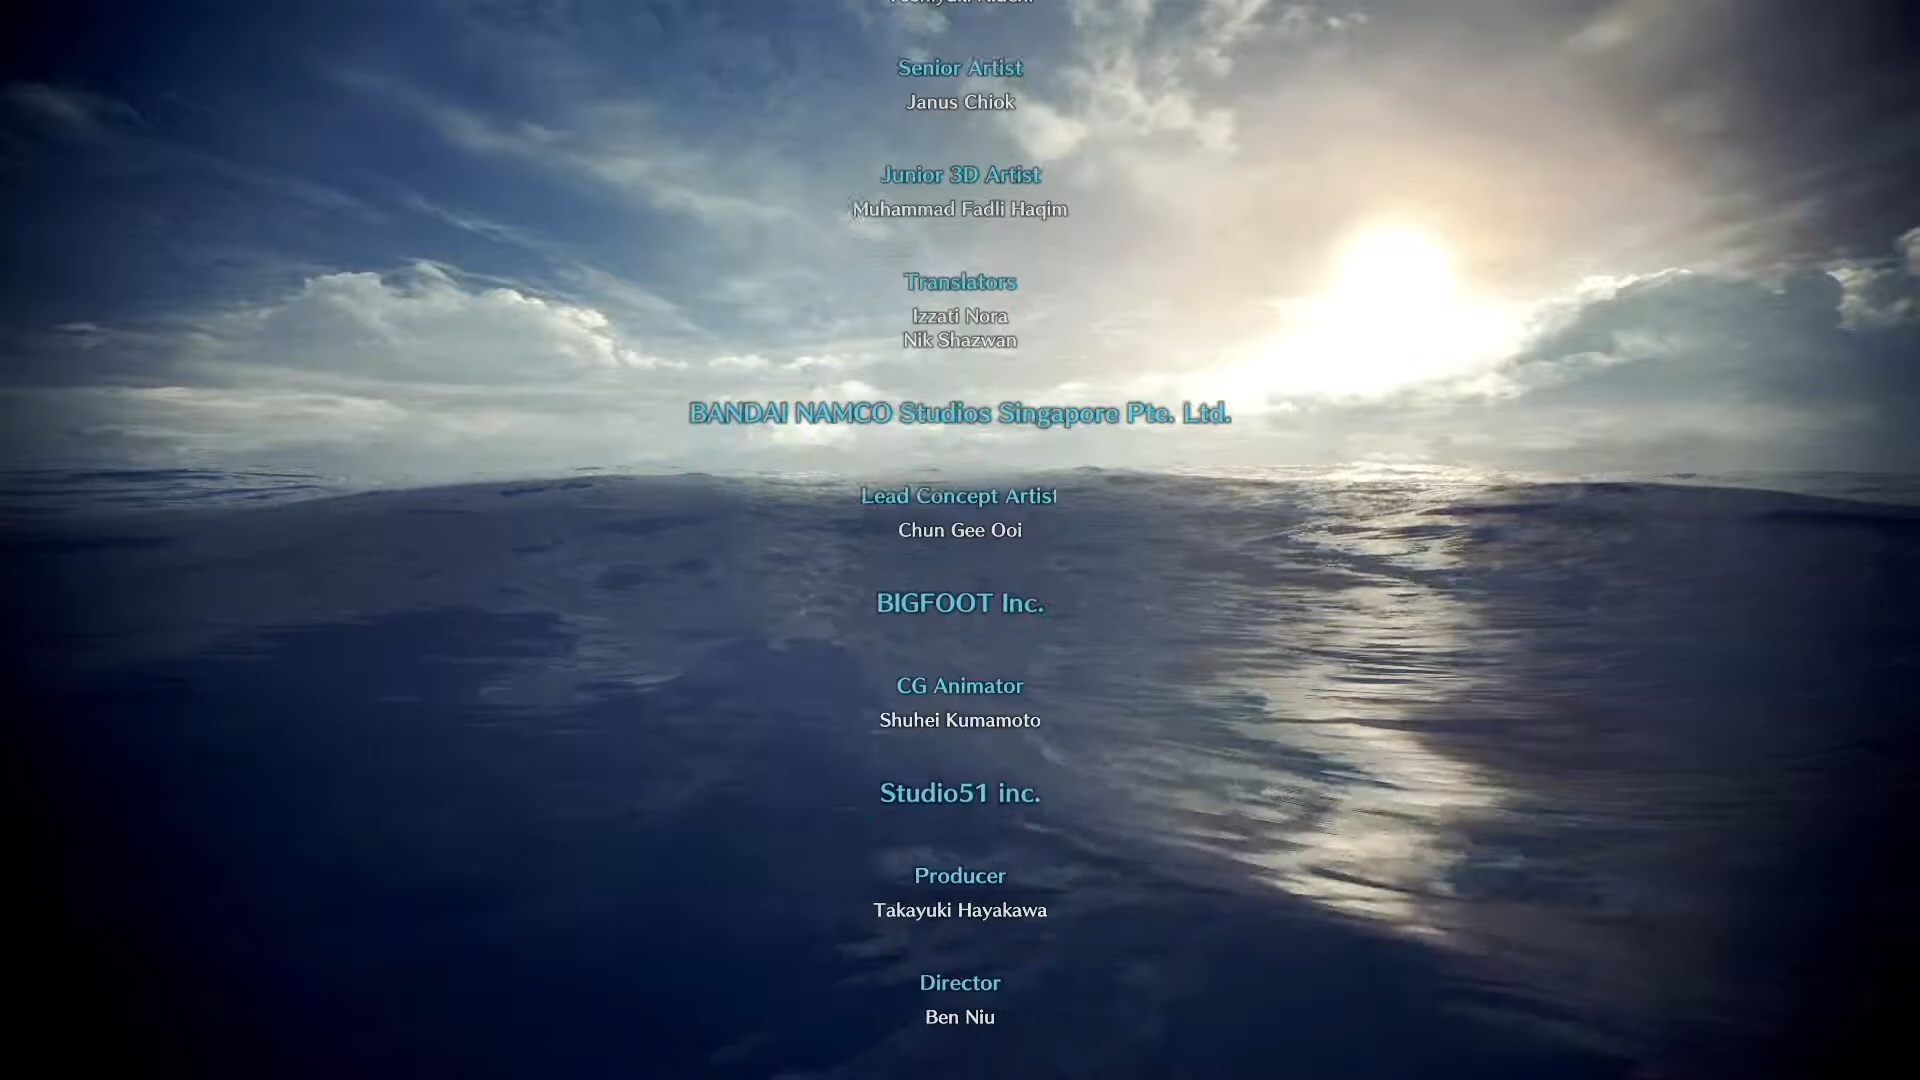 Senior Artist
Janus Chiok
Junior 3D Artist
Muhammad Fadli Haqim
Translators
Izzati Nora
Nik Shazwan
BANDAI NAMCO Studios Singapore Pte. Ltd.
Lead Concept Artist
Chun Gee Ooi
BIGFOOT Inc.
CG Animator
Shuhei Kumamoto
Studio51 inc.
Producer
Takayuki Hayakawa
Director
Ben Niu